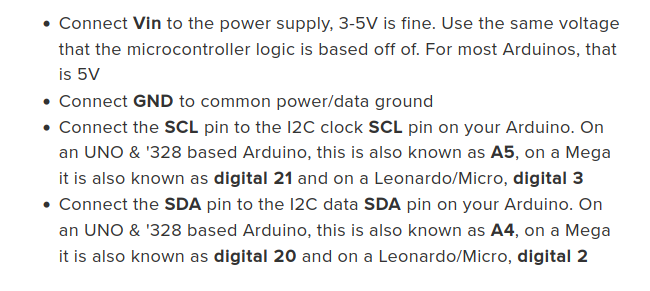 • Connect Vin to the power supply, 3-5V is fine. Use the same voltage
that the microcontroller logic is based off of. For most Arduinos, that
is 5V
• Connect GND to common power/data ground
• Connect the SCL pin to the I2C clock SCL pin on your Arduino. On
an UNO & '328 based Arduino, this is also known as A5, on a Mega
it is also known as digital 21 and on a Leonardo/Micro, digital 3
• Connect the SDA pin to the I2C data SDA pin on your Arduino. On
an UNO & '328 based Arduino, this is also known as A4, on a Mega
it is also known as digital 20 and on a Leonardo/Micro, digital 2